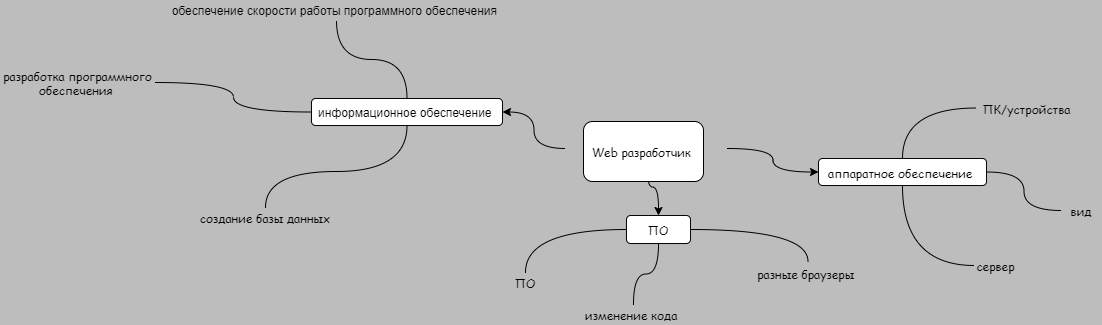 обеспечение скорости работы программного обеспечения
разработка программного
обеспечения
информационное обеспечение
создание базы данных
Web разработчик
ПО
ПО
изменение кода
разные браузеры
аппаратное обеспечение
ПК/устройства
вид
сервер